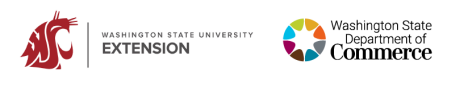 WASHINGTON STATE UNIVERSITY
EXTENSION
Washington State
Department of
Commerce